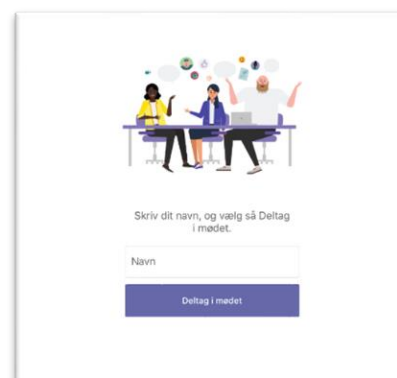 Skriv dit navn, og vælg så Deltag
i mødet.
Navn
Deltag i mødet